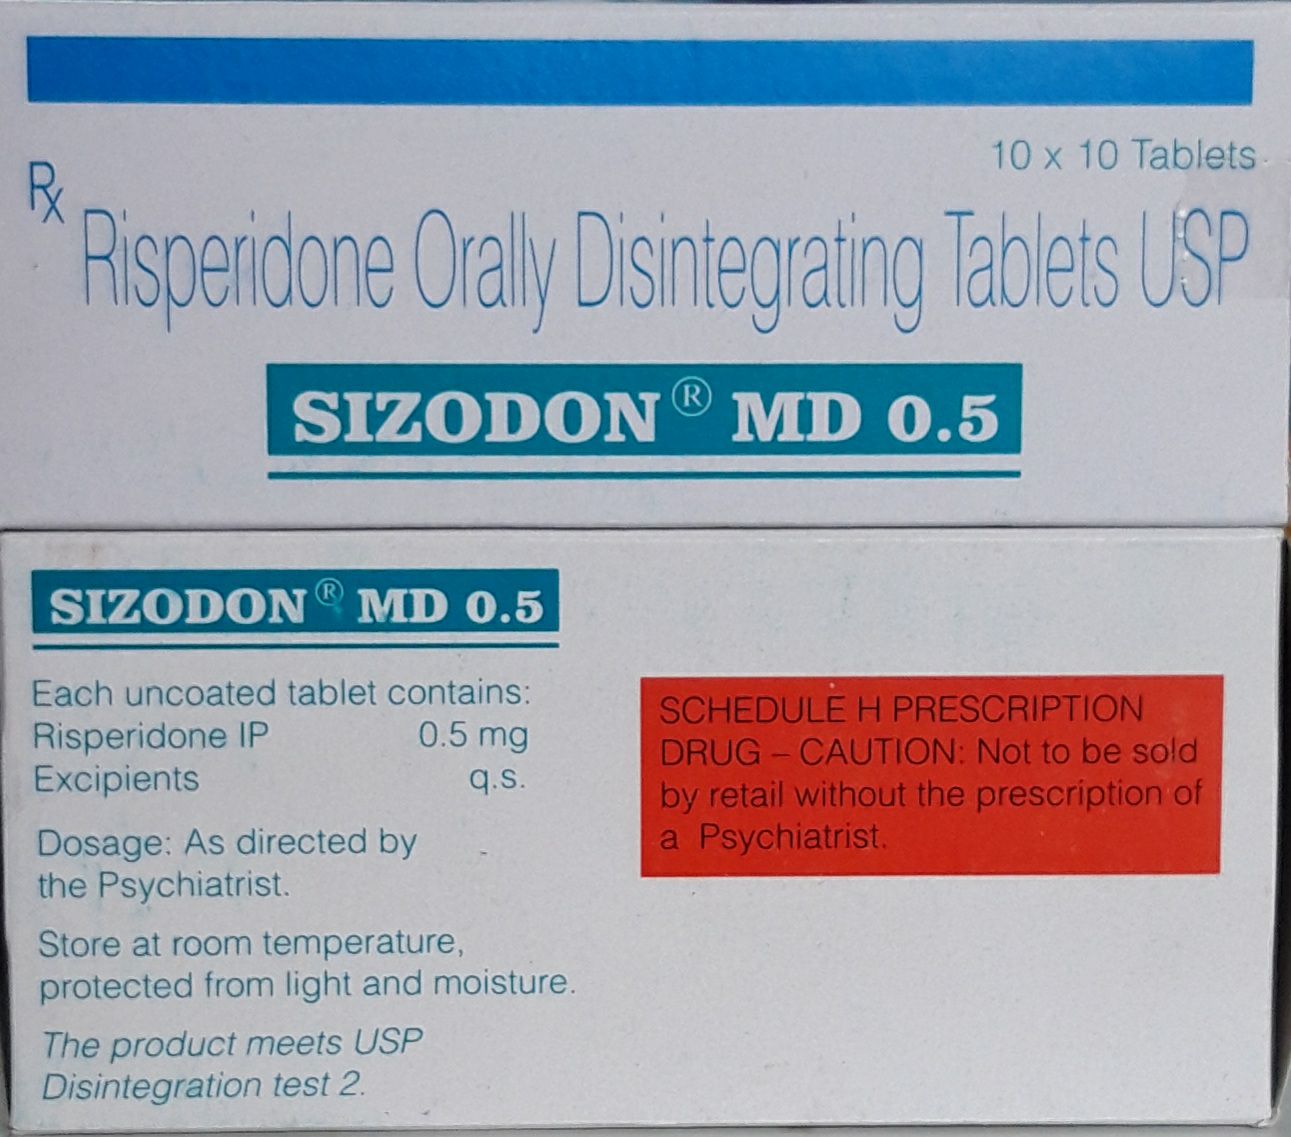 10 x 10 Tablets
Rx Risperidone Orally Disintegrating Tablets USP
SIZODON® MD 0.5
SIZODON® MD 0.5
Each uncoated tablet contains:
Risperidone IP 0.5 mg
Excipients q.s.
Dosage: As directed by
the Psychiatrist.
Store at room temperature,
protected from light and moisture.
The product meets USP
Disintegration test 2.
SCHEDULE H PRESCRIPTION
DRUG – CAUTION: Not to be sold
by retail without the prescription of
a Psychiatrist.